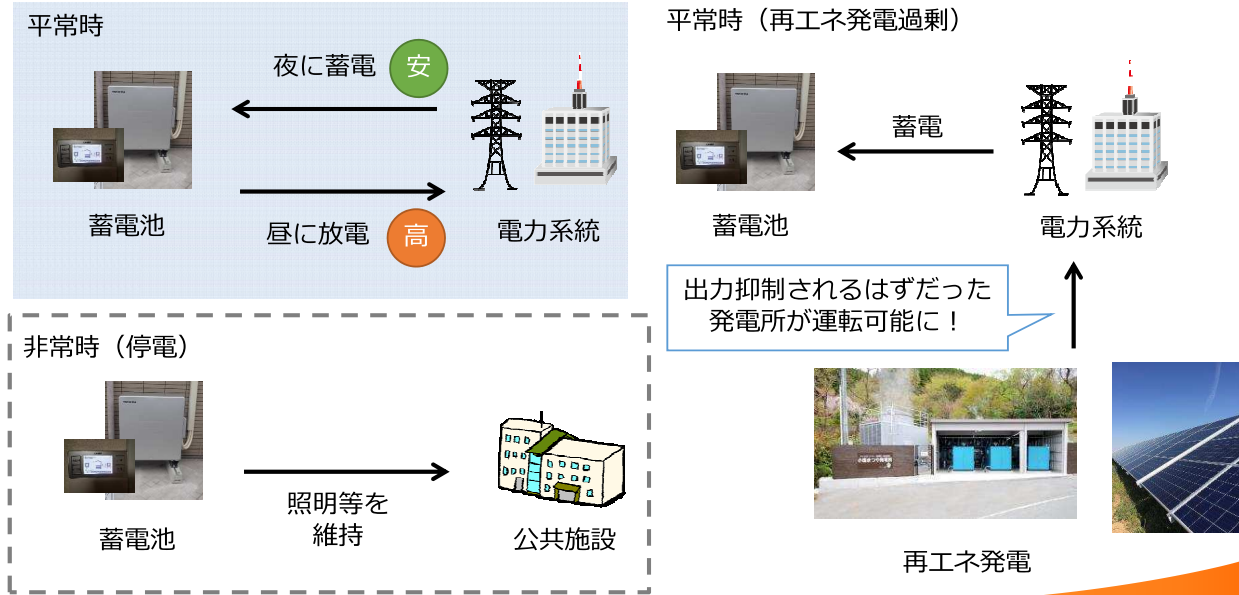 平常時
夜に蓄電
安
蓄電池
昼に放電
高
電力系統
非常時（停電）
蓄電池
照明等を
維持
公共施設
平常時（再エネ発電過剰）
蓄電
蓄電池
電力系統
出力抑制されるはずだった
発電所が運転可能に！
再エネ発電